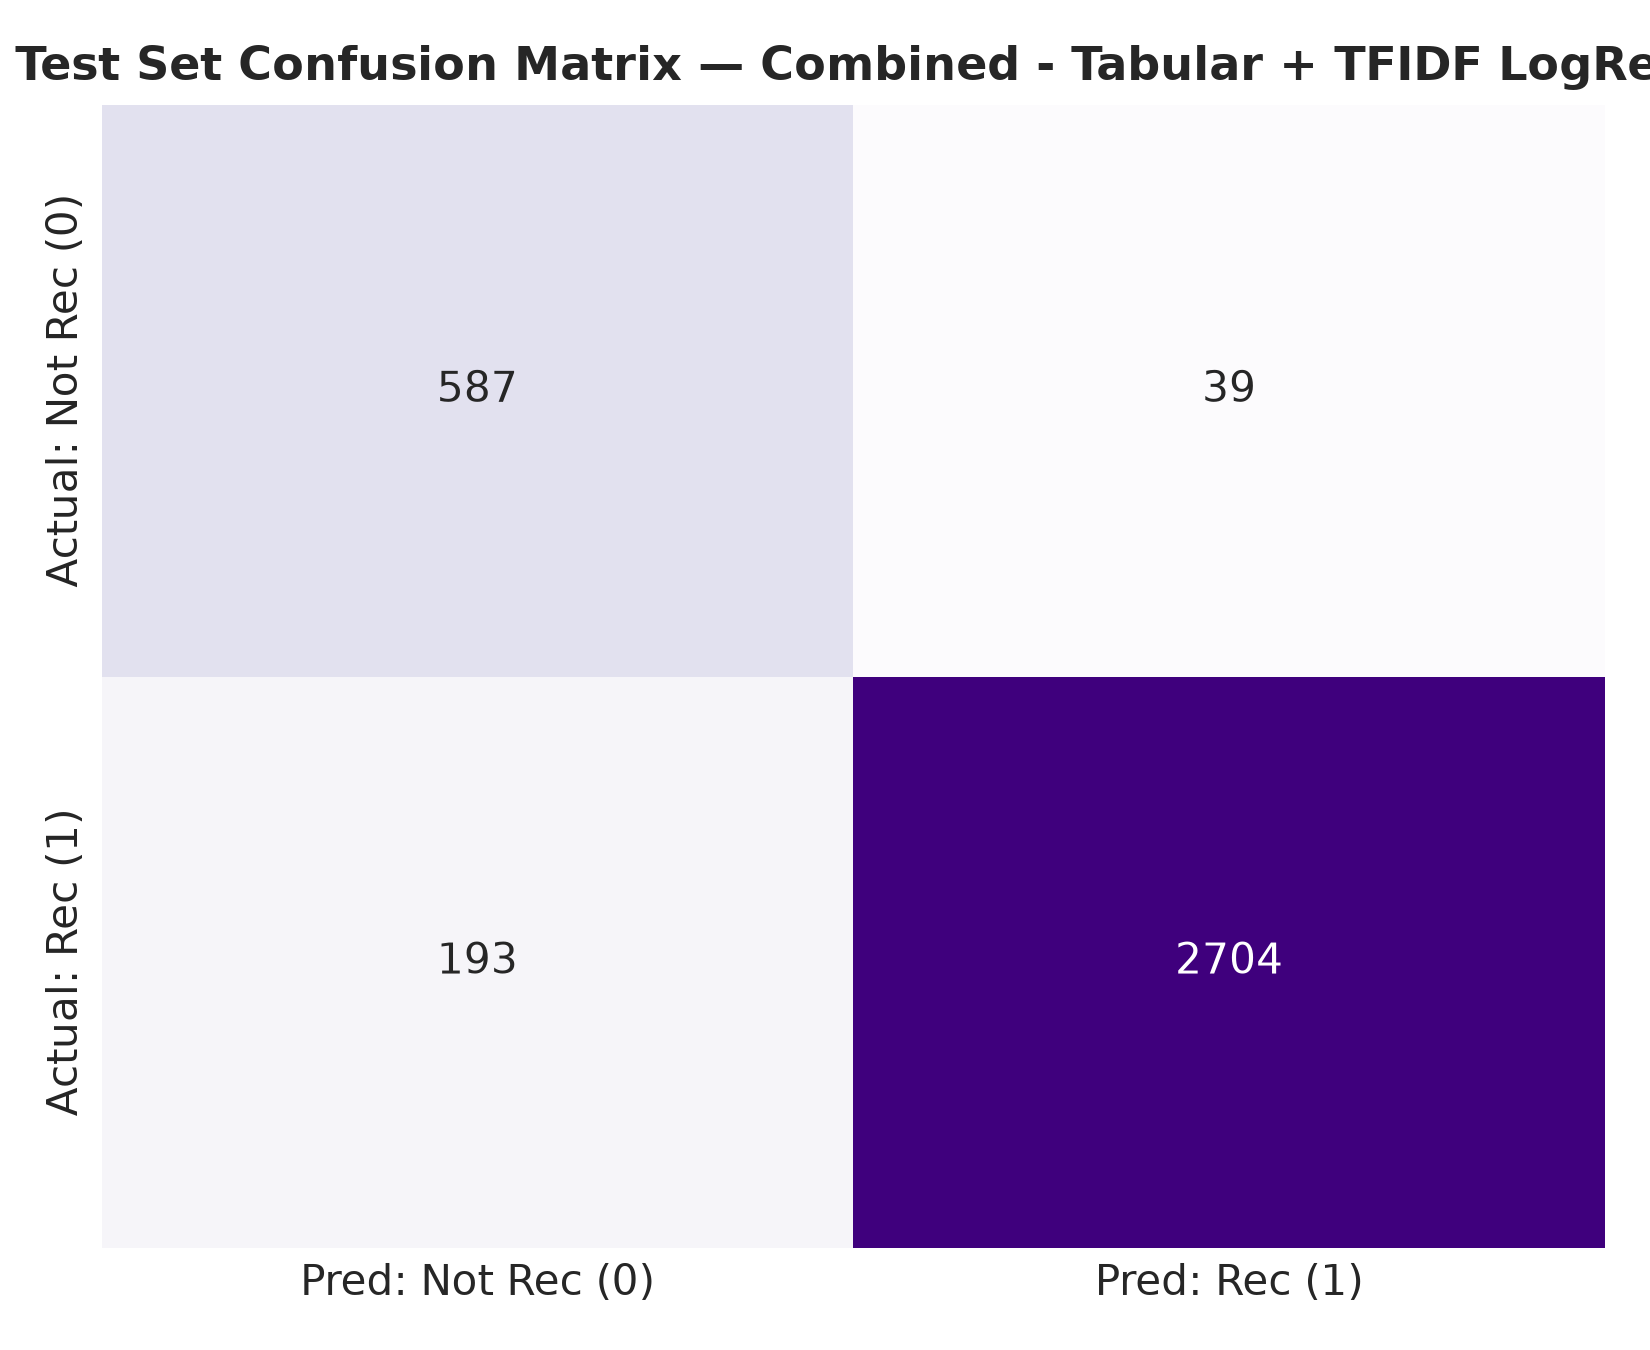 Test Set Confusion Matrix — Combined - Tabular + TFIDF LogRe
Actual: Not Rec (0)
587
39
Actual: Rec (1)
193
2704
Pred: Not Rec (0)
Pred: Rec (1)